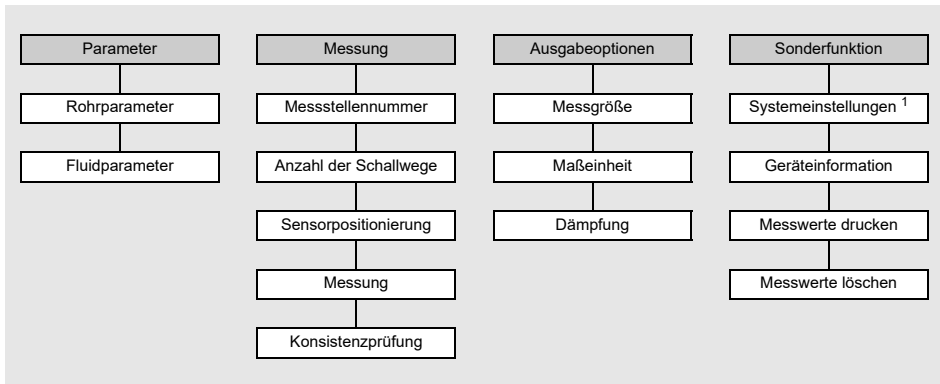 Parameter
Rohrparameter
Fluidparameter
Messung
Messstellennummer
Anzahl der Schallwege
Sensorpositionierung
Messung
Konsistenzprüfung
Ausgabeoptionen
Messgröße
Maßeinheit
Dämpfung
Sonderfunktion
Systemeinstellungen 1
Geräteinformation
Messwerte drucken
Messwerte löschen